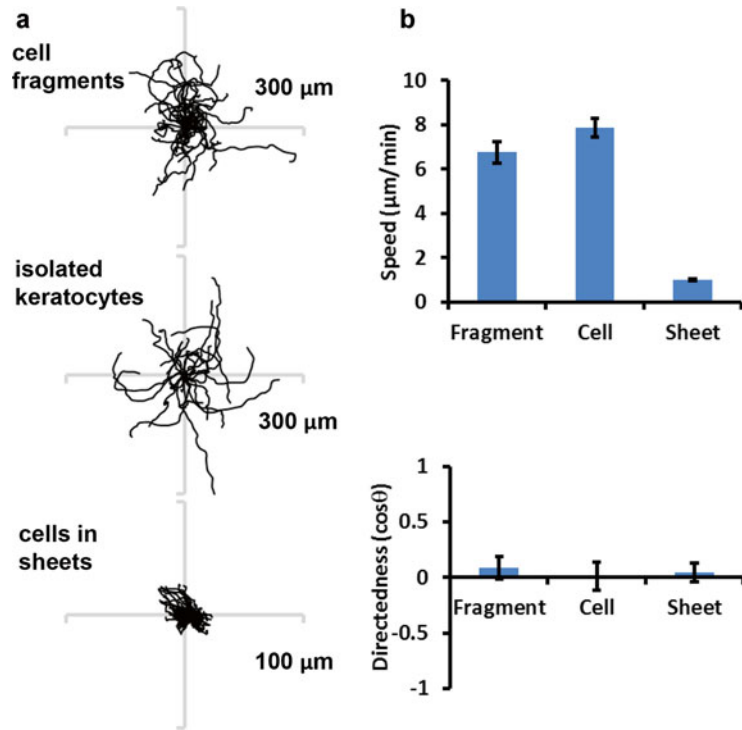 a
cell
fragments
300 μm
isolated
keratocytes
300 μm
cells in
sheets
100 μm
b
10
8
6
4
2
0
Speed (μm/min)
Fragment Cell Sheet
1
0.5
0
-0.5
-1
Directedness (cosθ)
Fragment Cell Sheet